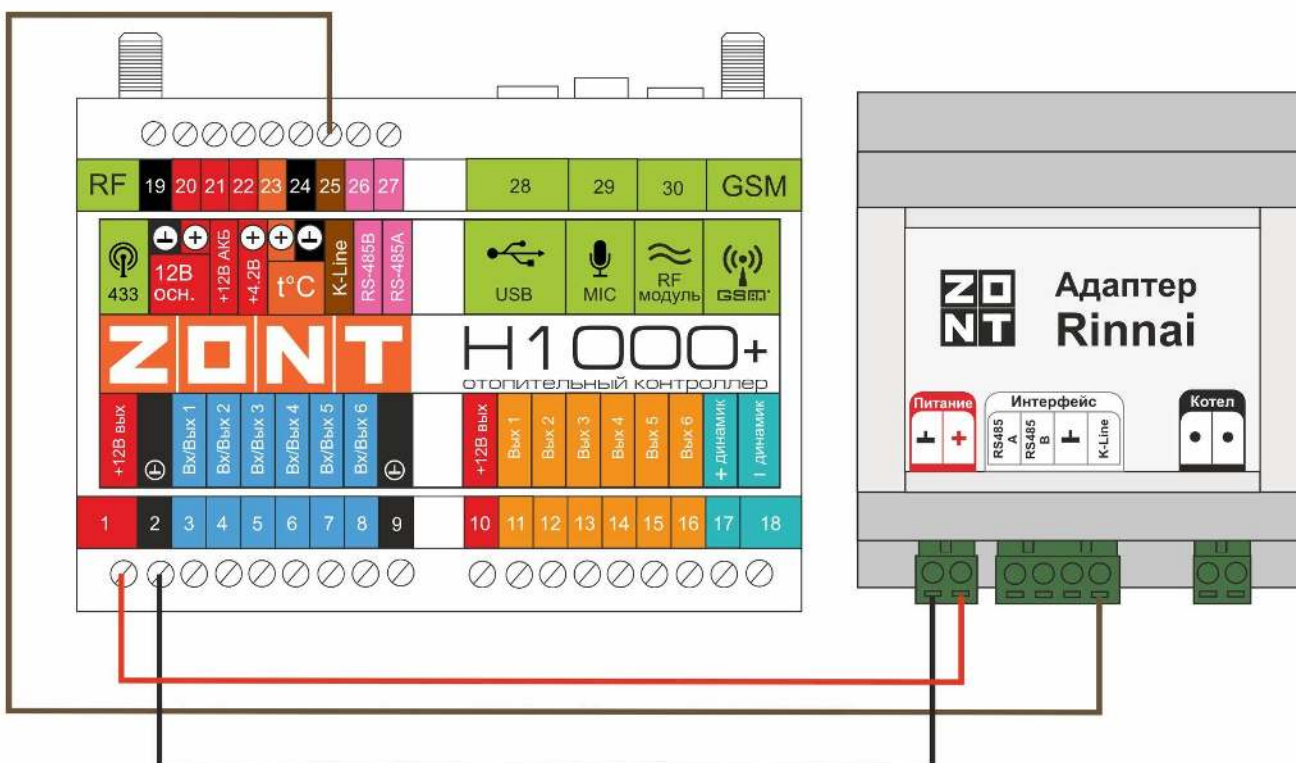 RF 19 20 21 22 23 24 25 26 27 28 29 30 GSM
433
12В
осн.
+12В АКБ
+4.2В
t°C
K-Line
RS-485B
RS-485A
USB
MIC
RF
модуль
GSM
ZONT
H1000+
отопительный контроллер
+12В вых
Вх/Вых 1
Вх/Вых 2
Вх/Вых 3
Вх/Вых 4
Вх/Вых 5
Вх/Вых 6
+12В вых
Вых 1
Вых 2
Вых 3
Вых 4
Вых 5
Вых 6
+ динамик
– динамик
1 2 3 4 5 6 7 8 9 10 11 12 13 14 15 16 17 18
ZONT
Адаптер
Rinnai
Питание
Интерфейс
RS485
A
RS485
B
K-Line
Котел